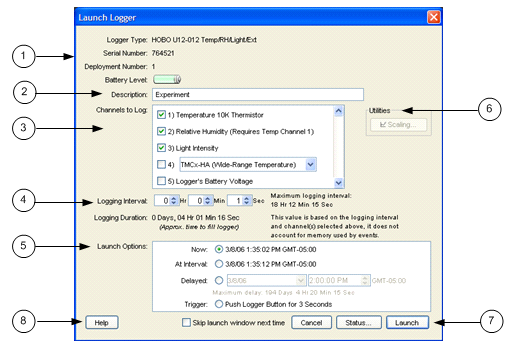 Launch Logger
Logger Type: HOBO U12-012 Temp/RH/Light/Ext
1
Serial Number: 764521
Deployment Number: 1
Battery Level:
2
Description: Experiment
Channels to Log:
1) Temperature 10K Thermistor
Utilities
6
3
2) Relative Humidity (Requires Temp Channel 1)
Scaling...
3) Light Intensity
4) TMCx-HA (Wide-Range Temperature)
5) Logger's Battery Voltage
4
Logging Interval: 0 Hr 0 Min 1 Sec
Maximum logging interval:
18 Hr 12 Min 15 Sec
Logging Duration: 0 Days, 04 Hr 01 Min 16 Sec
(Approx. time to fill logger)
This value is based on the logging interval
and channel(s) selected above, it does not
account for memory used by events.
5
Launch Options:
Now: 3/8/06 1:35:02 PM GMT-05:00
At Interval: 3/8/06 1:35:12 PM GMT-05:00
Delayed: 3/8/06 2:00:00 PM GMT-05:00
Maximum delay: 194 Days 4 Hr 20 Min 15 Sec
Trigger: Push Logger Button for 3 Seconds
8
Help
Skip launch window next time
Cancel
Status...
Launch
7